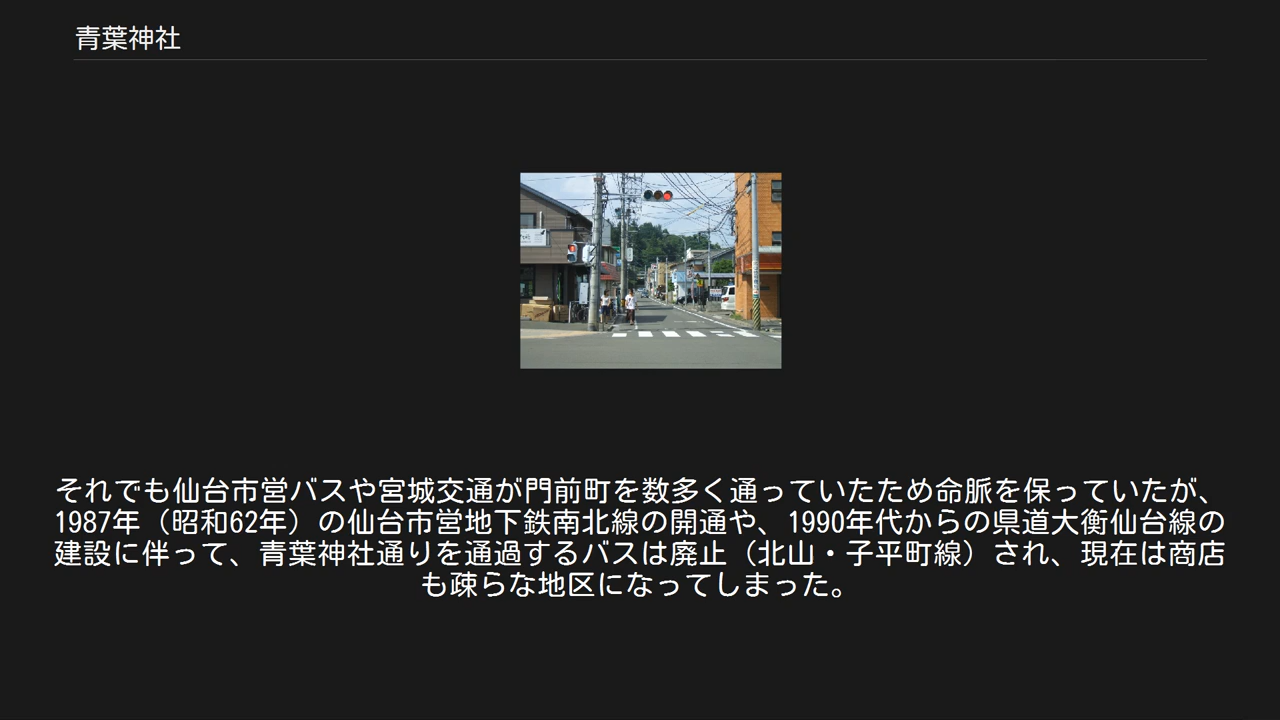 青葉神社
それでも仙台市営バスや宮城交通が門前町を数多く通っていたため命脈を保っていたが、
1987年（昭和62年）の仙台市営地下鉄南北線の開通や、1990年代からの県道大衡仙台線の
建設に伴って、青葉神社通りを通過するバスは廃止（北山・子平町線）され、現在は商店
も疎らな地区になってしまった。